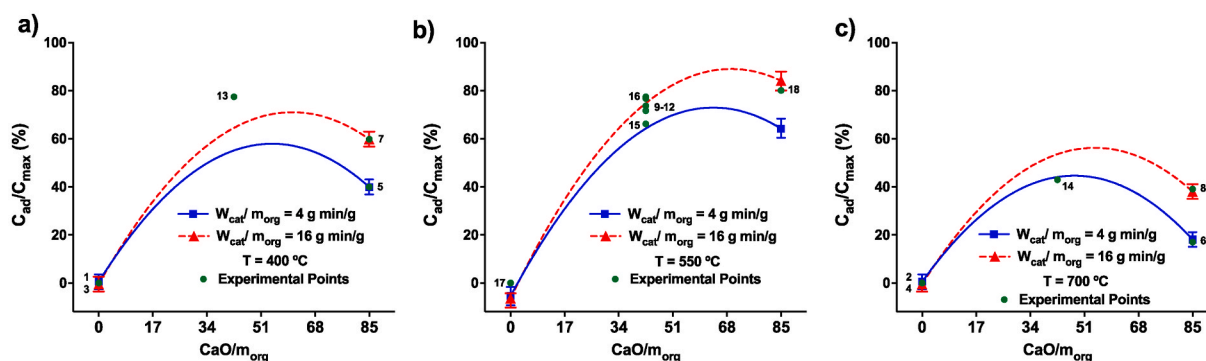 a)
C_ad/C_max (%)
100
80
60
40
20
0
13
7
5
1
3
W_cat/ m_org = 4 g min/g
W_cat/ m_org = 16 g min/g
T = 400 ºC
Experimental Points
0 17 34 51 68 85
CaO/m_org
b)
C_ad/C_max (%)
100
80
60
40
20
0
16
9-12
15
18
17
W_cat/ m_org = 4 g min/g
W_cat/ m_org = 16 g min/g
T = 550 ºC
Experimental Points
0 17 34 51 68 85
CaO/m_org
c)
C_ad/C_max (%)
100
80
60
40
20
0
14
8
6
2
4
W_cat/ m_org = 4 g min/g
W_cat/ m_org = 16 g min/g
T = 700 ºC
Experimental Points
0 17 34 51 68 85
CaO/m_org